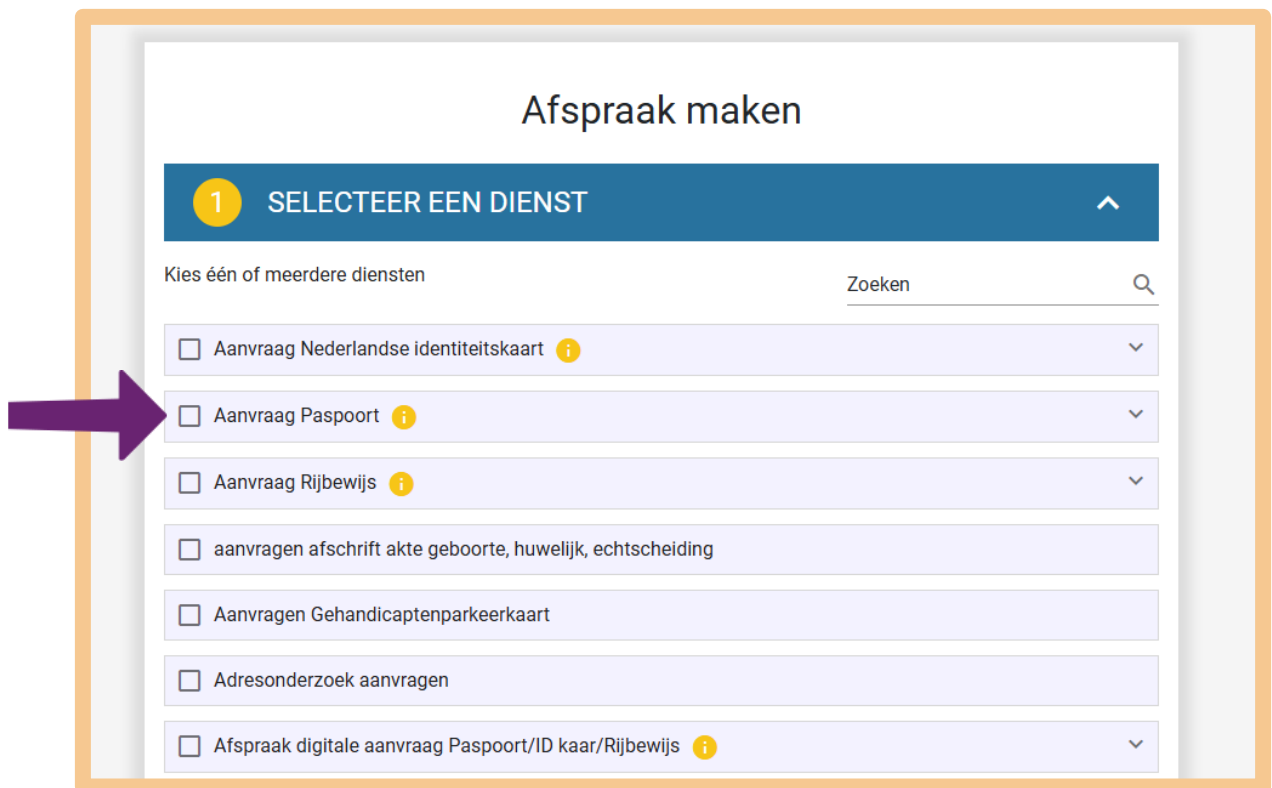 Afspraak maken
1 SELECTEER EEN DIENST
Kies één of meerdere diensten
Zoeken
Aanvraag Nederlandse identiteitskaart i
Aanvraag Paspoort i
Aanvraag Rijbewijs i
aanvragen afschrift akte geboorte, huwelijk, echtscheiding
Aanvragen Gehandicaptenparkeerkaart
Adresonderzoek aanvragen
Afspraak digitale aanvraag Paspoort/ID kaar/Rijbewijs i